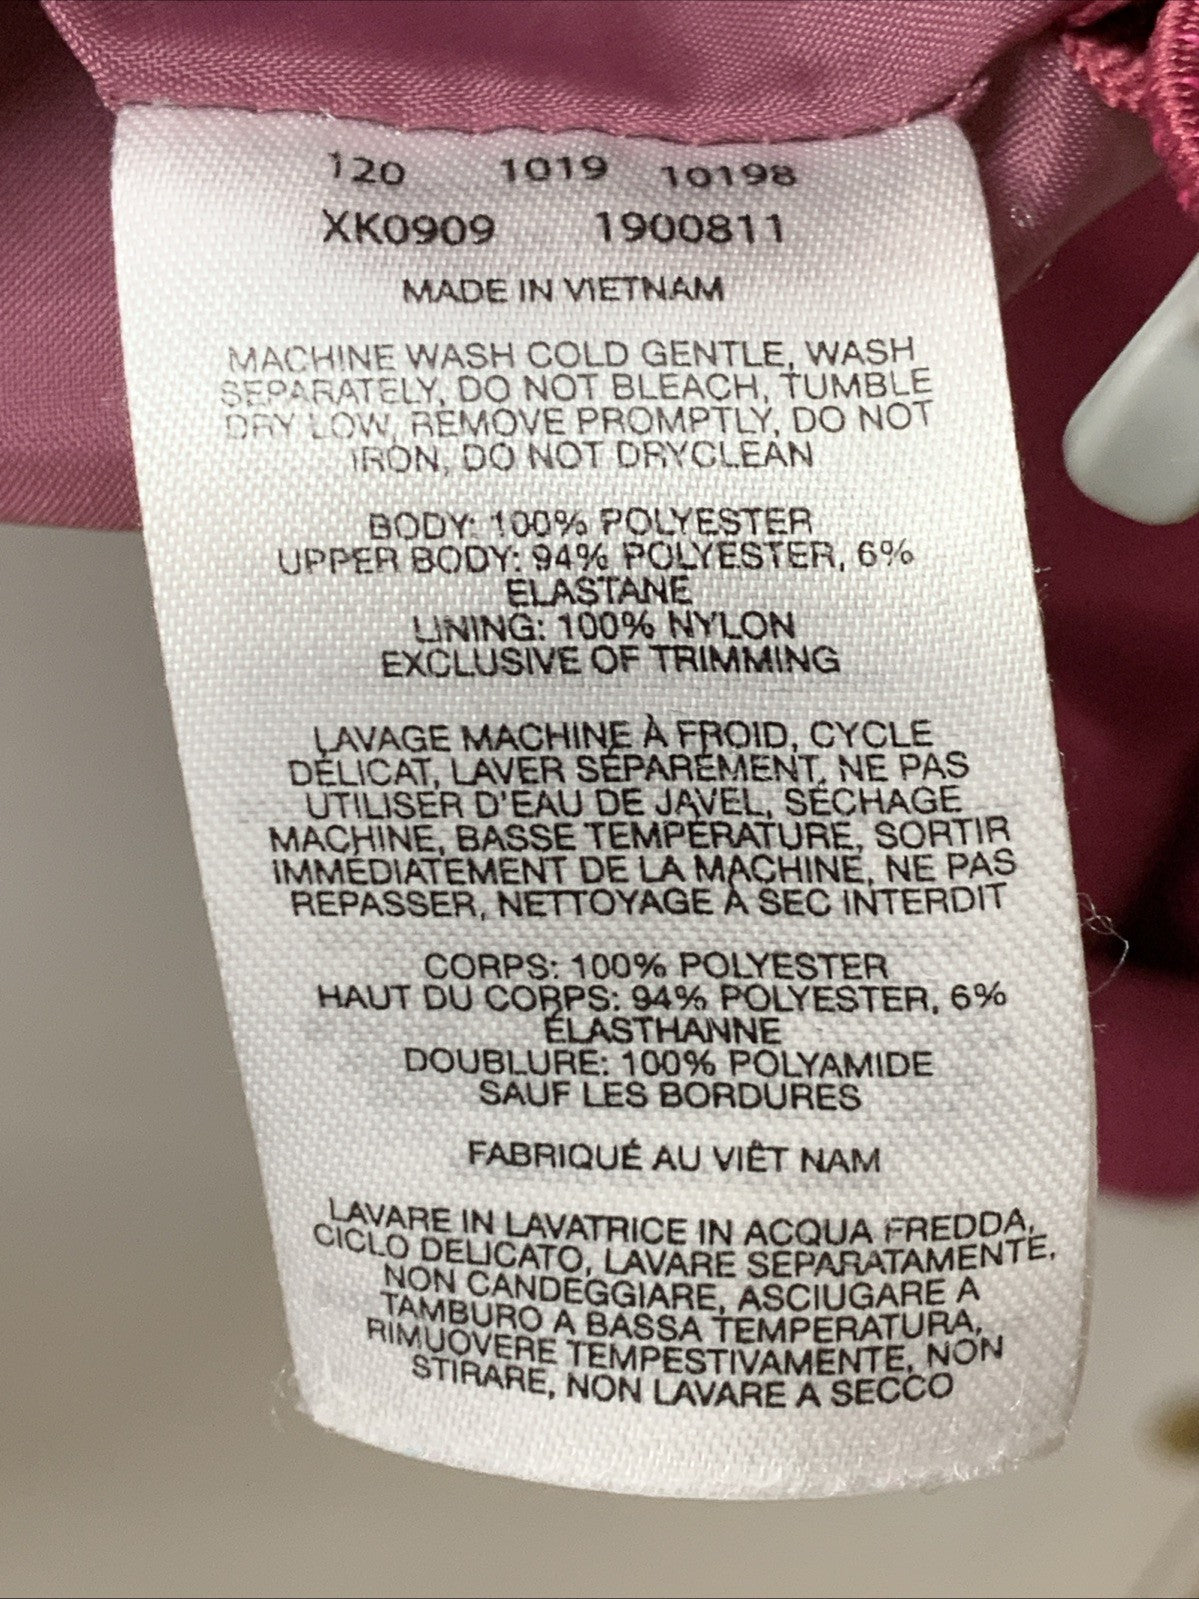 120 1019 10198
XK0909 1900811
MADE IN VIETNAM
MACHINE WASH COLD GENTLE, WASH
SEPARATELY, DO NOT BLEACH, TUMBLE
DRY LOW, REMOVE PROMPTLY, DO NOT
IRON, DO NOT DRYCLEAN
BODY: 100% POLYESTER
UPPER BODY: 94% POLYESTER, 6%
ELASTANE
LINING: 100% NYLON
EXCLUSIVE OF TRIMMING
LAVAGE MACHINE À FROID, CYCLE
DÉLICAT, LAVER SÉPARÉMENT, NE PAS
UTILISER D'EAU DE JAVEL, SÉCHAGE
MACHINE, BASSE TEMPÉRATURE, SORTIR
IMMÉDIATEMENT DE LA MACHINE, NE PAS
REPASSER, NETTOYAGE À SEC INTERDIT
CORPS: 100% POLYESTER
HAUT DU CORPS: 94% POLYESTER, 6%
ÉLASTHANNE
DOUBLURE: 100% POLYAMIDE
SAUF LES BORDURES
FABRIQUÉ AU VIÊT NAM
LAVARE IN LAVATRICE IN ACQUA FREDDA,
CICLO DELICATO, LAVARE SEPARATAMENTE,
NON CANDEGGIARE, ASCIUGARE A
TAMBURO A BASSA TEMPERATURA,
RIMUOVERE TEMPESTIVAMENTE, NON
STIRARE, NON LAVARE A SECCO